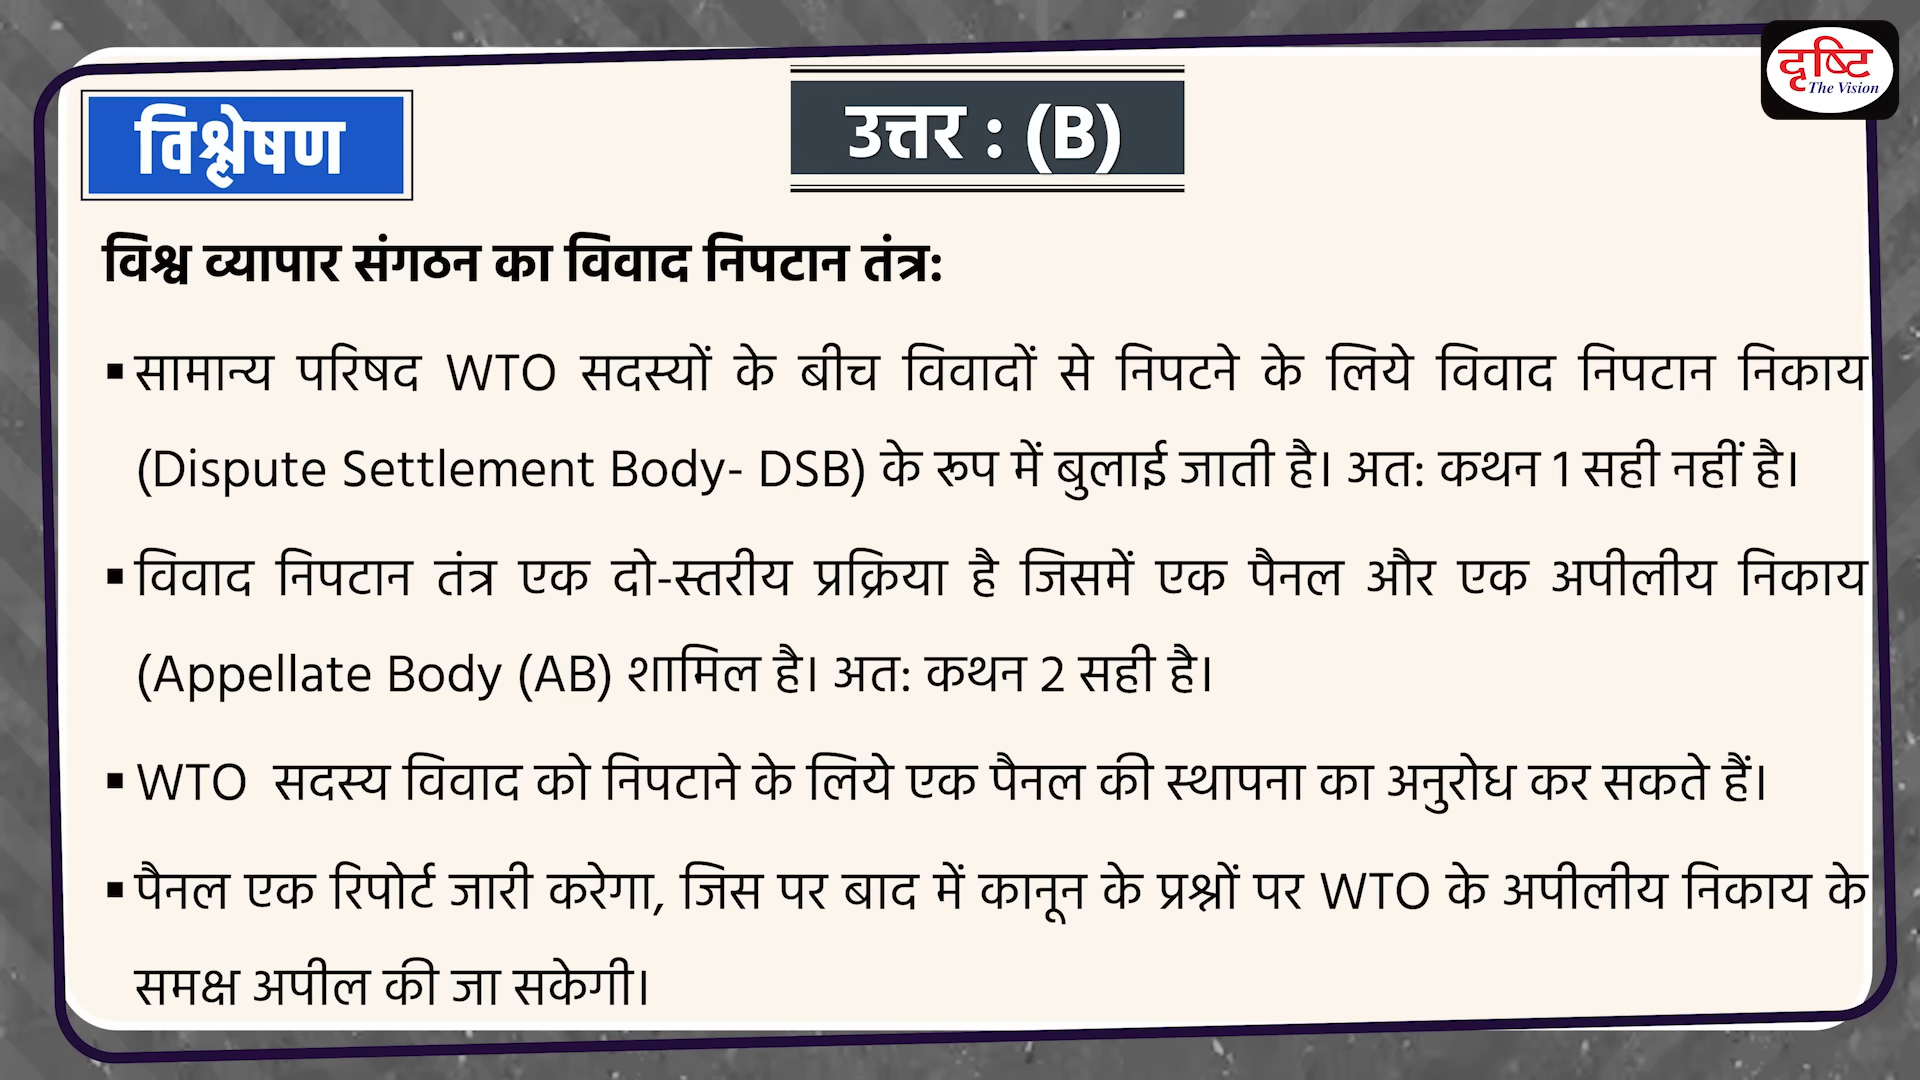 दृष्टि
The Vision
विश्लेषण
उत्तर : (B)
विश्व व्यापार संगठन का विवाद निपटान तंत्र:
▪ सामान्य परिषद WTO सदस्यों के बीच विवादों से निपटने के लिये विवाद निपटान निकाय
(Dispute Settlement Body- DSB) के रूप में बुलाई जाती है। अत: कथन 1 सही नहीं है।
▪ विवाद निपटान तंत्र एक दो-स्तरीय प्रक्रिया है जिसमें एक पैनल और एक अपीलीय निकाय
(Appellate Body (AB) शामिल है। अत: कथन 2 सही है।
▪ WTO सदस्य विवाद को निपटाने के लिये एक पैनल की स्थापना का अनुरोध कर सकते हैं।
▪ पैनल एक रिपोर्ट जारी करेगा, जिस पर बाद में कानून के प्रश्नों पर WTO के अपीलीय निकाय के
समक्ष अपील की जा सकेगी।